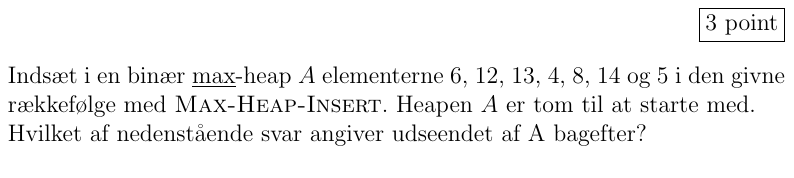 3 point
Indsæt i en binær max-heap A elementerne 6, 12, 13, 4, 8, 14 og 5 i den givne
rækkefølge med Max-Heap-Insert. Heapen A er tom til at starte med.
Hvilket af nedenstående svar angiver udseendet af A bagefter?